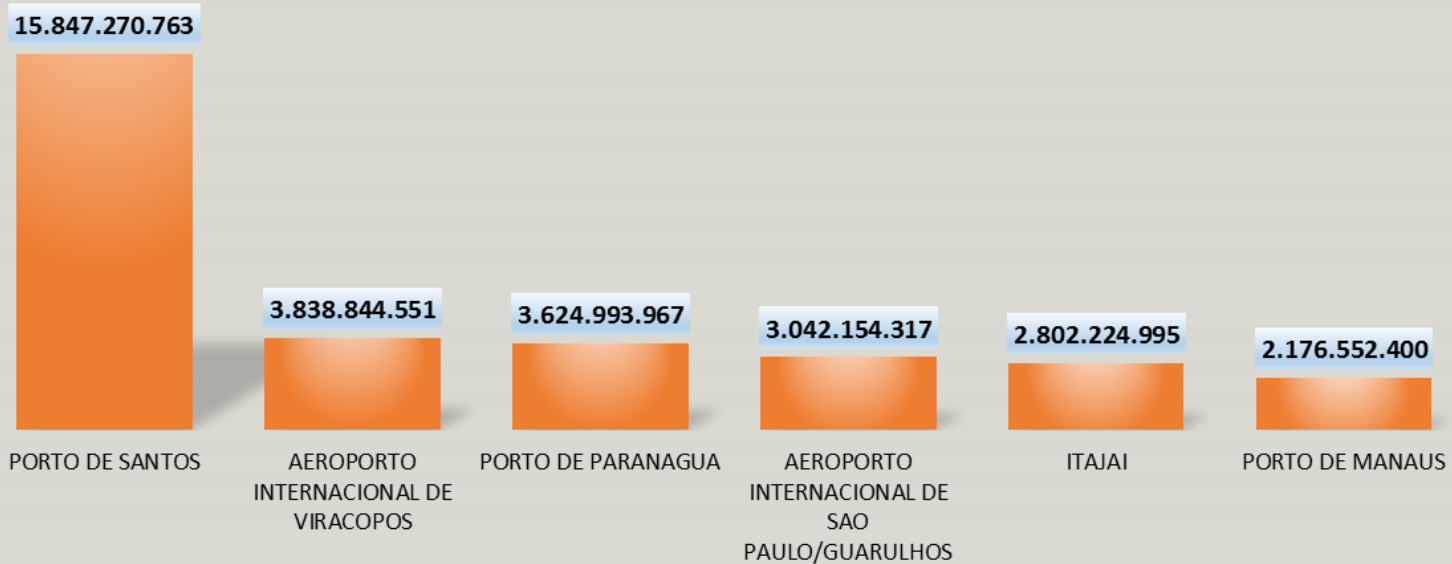 15.847.270.763
3.838.844.551
3.624.993.967
3.042.154.317
2.802.224.995
2.176.552.400
PORTO DE SANTOS
AEROPORTO
INTERNACIONAL DE
VIRACOPOS
PORTO DE PARANAGUA
AEROPORTO
INTERNACIONAL DE
SAO
PAULO/GUARULHOS
ITAJAI
PORTO DE MANAUS